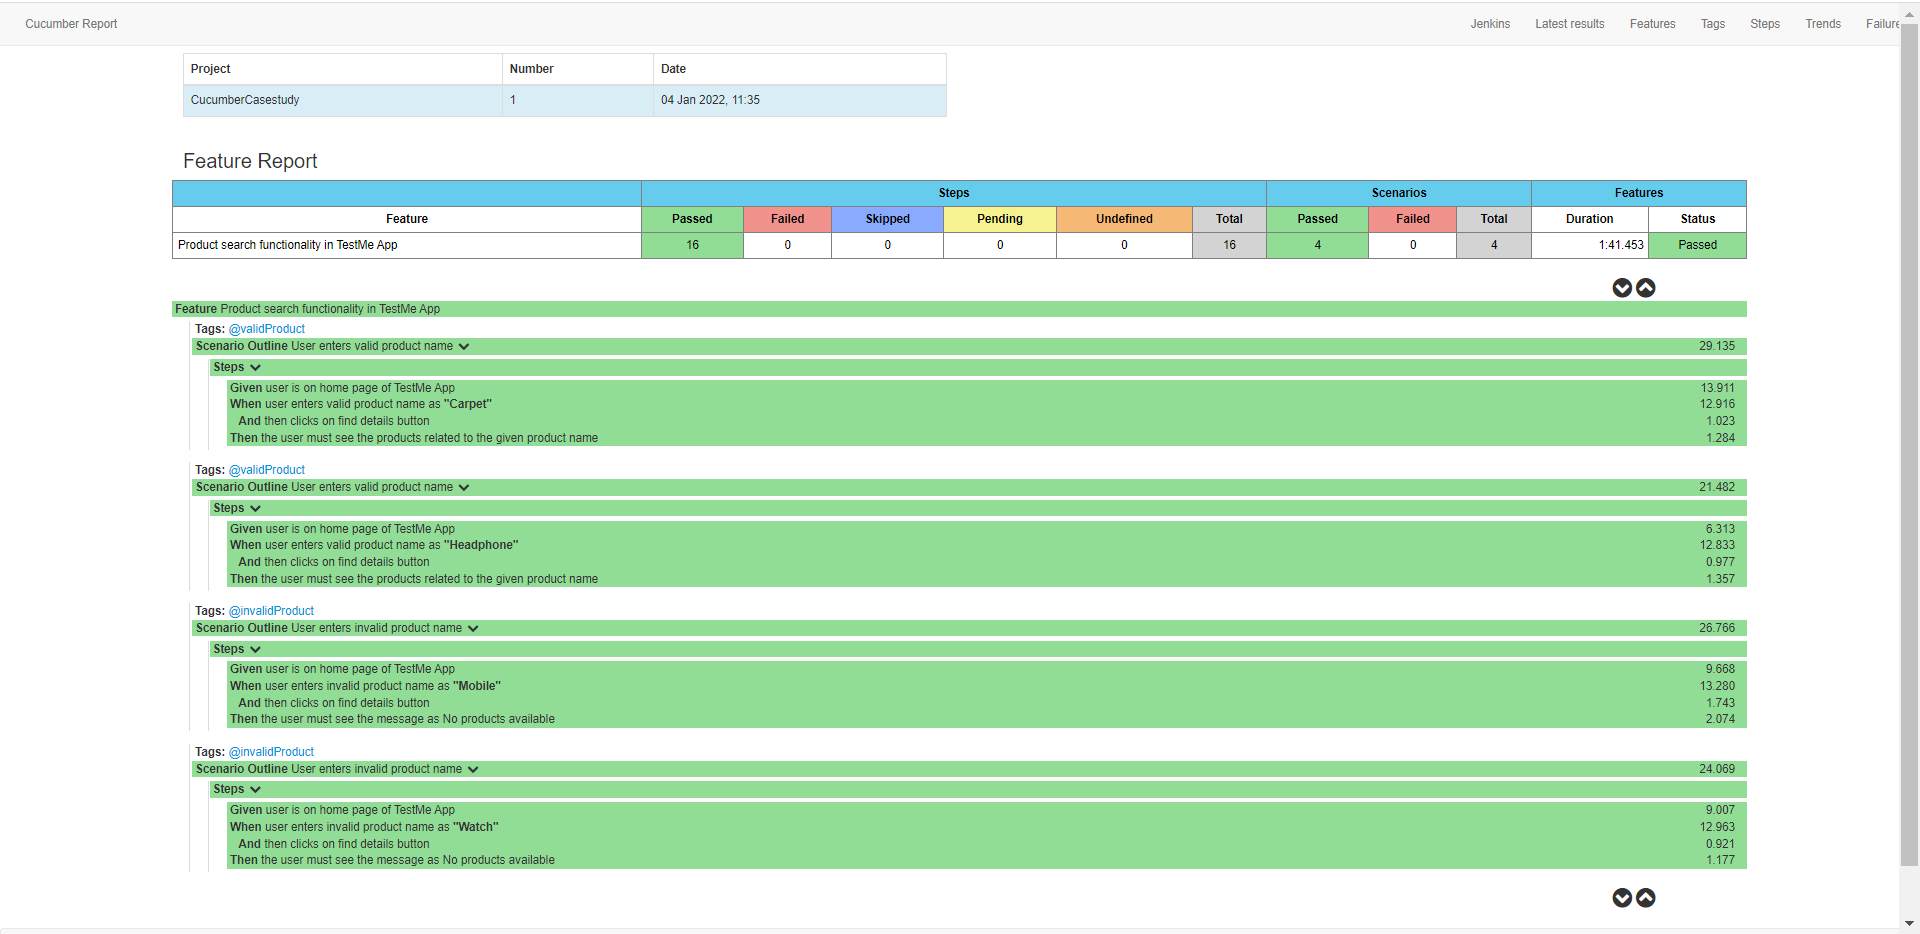 Cucumber Report Jenkins Latest results Features Tags Steps Trends Failure
Project Number Date
CucumberCasestudy 1 04 Jan 2022, 11:35
Feature Report
Steps Scenarios Features
Feature Passed Failed Skipped Pending Undefined Total Passed Failed Total Duration Status
Product search functionality in TestMe App 16 0 0 0 0 16 4 0 4 1:41.453 Passed
Feature Product search functionality in TestMe App
Tags: @validProduct
Scenario Outline User enters valid product name 29.135
Steps
Given user is on home page of TestMe App 13.911
When user enters valid product name as "Carpet" 12.916
And then clicks on find details button 1.023
Then the user must see the products related to the given product name 1.284
Tags: @validProduct
Scenario Outline User enters valid product name 21.482
Steps
Given user is on home page of TestMe App 6.313
When user enters valid product name as "Headphone" 12.833
And then clicks on find details button 0.977
Then the user must see the products related to the given product name 1.357
Tags: @invalidProduct
Scenario Outline User enters invalid product name 26.766
Steps
Given user is on home page of TestMe App 9.668
When user enters invalid product name as "Mobile" 13.280
And then clicks on find details button 1.743
Then the user must see the message as No products available 2.074
Tags: @invalidProduct
Scenario Outline User enters invalid product name 24.069
Steps
Given user is on home page of TestMe App 9.007
When user enters invalid product name as "Watch" 12.963
And then clicks on find details button 0.921
Then the user must see the message as No products available 1.177